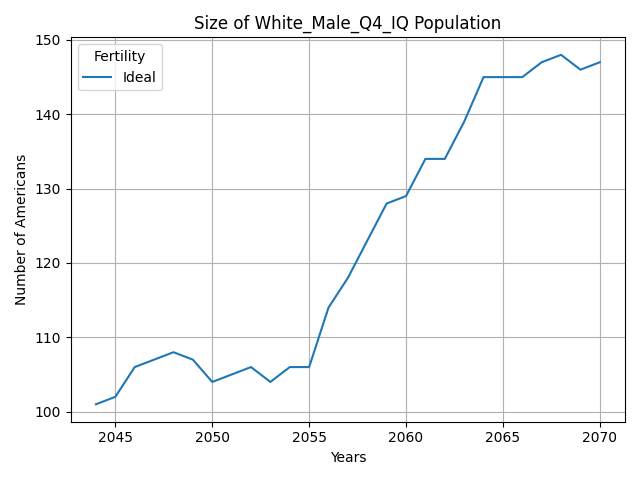 Size of White_Male_Q4_IQ Population
Fertility
Ideal
Number of Americans
150
140
130
120
110
100
2045
2050
2055
2060
2065
2070
Years